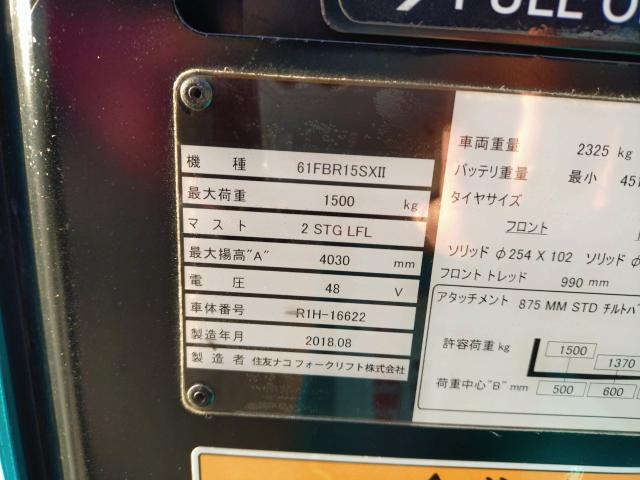 PULL O
機 種 61FBR15SXⅡ
最大荷重 1500 kg
マ ス ト 2 STG LFL
最大揚高"A" 4030 mm
電 圧 48 V
車体番号 R1H-16622
製造年月 2018.08
製 造 者 住友ナコ フォークリフト株式会社
車両重量 2325 kg
バッテリ重量 最小 451
タイヤサイズ
フロント
ソリッド φ254 X 102 ソリッド φ
フロント トレッド 990 mm
アタッチメント 875 MM STD チルトバ
許容荷重 kg 1500 1370
荷重中心"B" mm 500 600